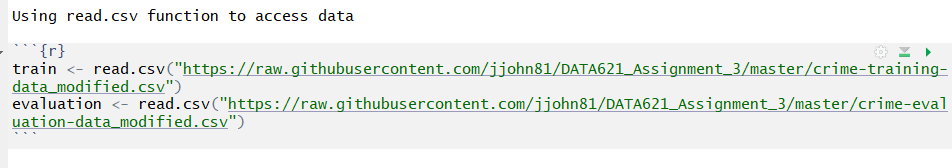 Using read.csv function to access data
```{r}
train <- read.csv("https://raw.githubusercontent.com/jjohn81/DATA621_Assignment_3/master/crime-training-
data_modified.csv")
evaluation <- read.csv("https://raw.githubusercontent.com/jjohn81/DATA621_Assignment_3/master/crime-eval
uation-data_modified.csv")
```